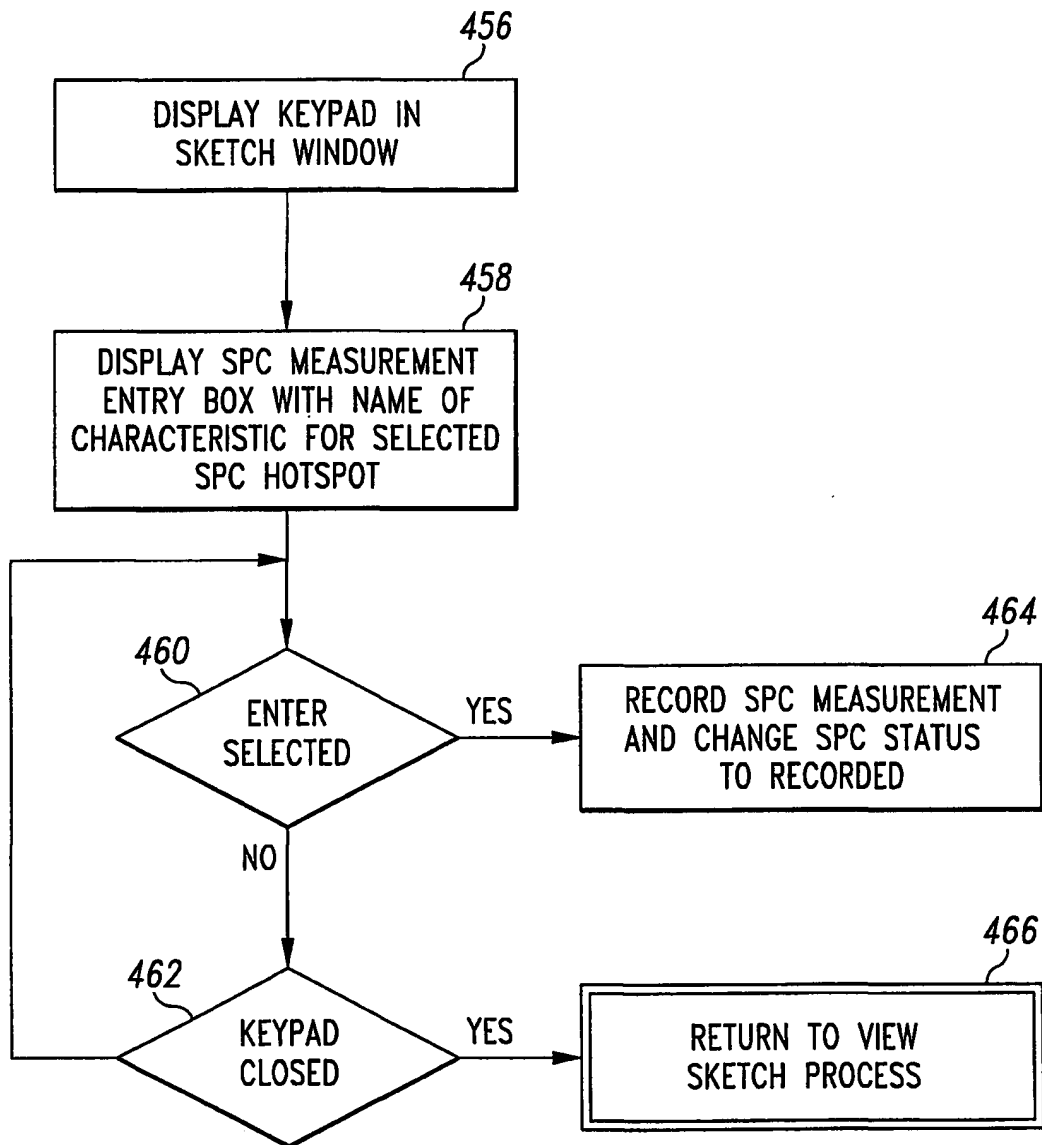 456
DISPLAY KEYPAD IN
SKETCH WINDOW
458
DISPLAY SPC MEASUREMENT
ENTRY BOX WITH NAME OF
CHARACTERISTIC FOR SELECTED
SPC HOTSPOT
460
ENTER
SELECTED
YES
464
RECORD SPC MEASUREMENT
AND CHANGE SPC STATUS
TO RECORDED
NO
462
KEYPAD
CLOSED
YES
466
RETURN TO VIEW
SKETCH PROCESS